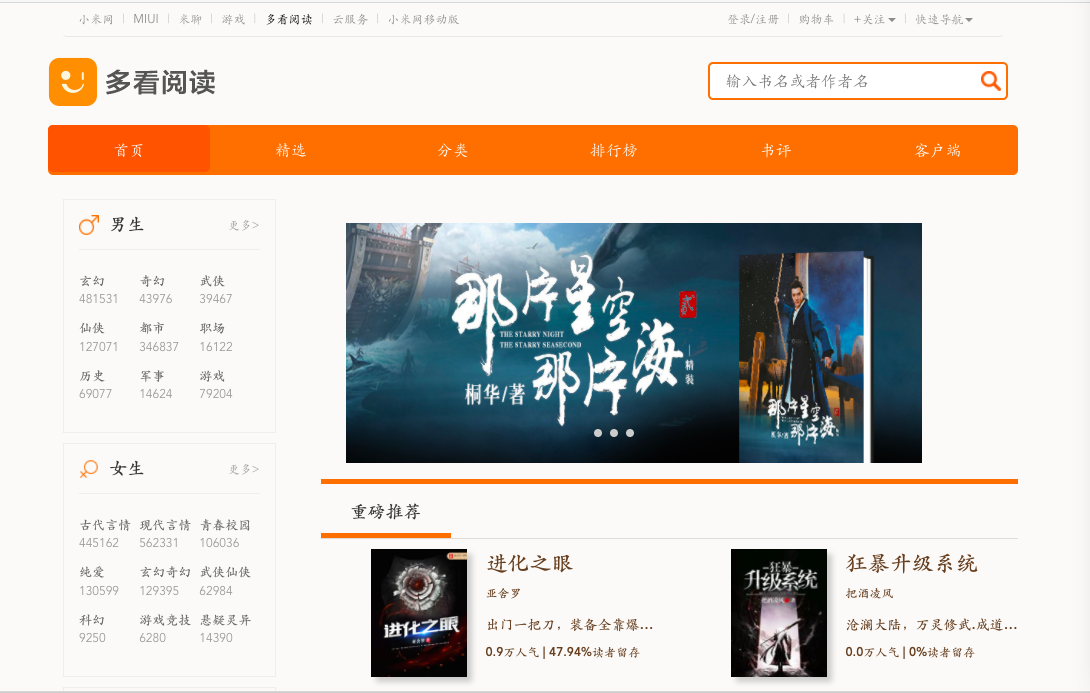 小米网 MIUI 米聊 游戏 多看阅读 云服务 小米网移动版 登录/注册 购物车 +关注 快速导航
多看阅读
输入书名或者作者名
首页 精选 分类 排行榜 书评 客户端
男生 更多>
玄幻 奇幻 武侠
481531 43976 39467
仙侠 都市 职场
127071 346837 16122
历史 军事 游戏
69077 14624 79204
女生 更多>
古代言情 现代言情 青春校园
445162 562331 106036
纯爱 玄幻奇幻 武侠仙侠
130599 129395 62984
科幻 游戏竞技 悬疑灵异
9250 6280 14390
那片星空 贰
THE STARRY NIGHT
THE STARRY SEASECOND
那片海
精装
桐华/著
那片星空
那片海
重磅推荐
进化之眼
进化之眼
亚舍罗
出门一把刀，装备全靠爆...
0.9万人气 | 47.94%读者留存
狂暴
升级系统
狂暴升级系统
把酒凌风
沧澜大陆，万灵修武.成道...
0.0万人气 | 0%读者留存